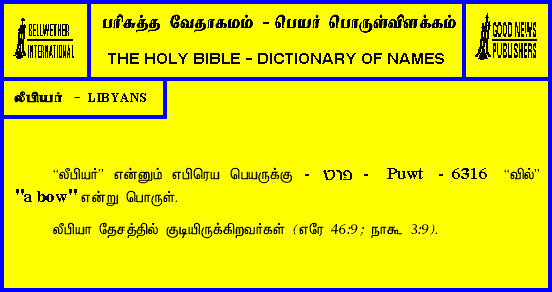 BELLWETHER
INTERNATIONAL
பரிசுத்த வேதாகமம் - பெயர் பொருள்விளக்கம்
THE HOLY BIBLE - DICTIONARY OF NAMES
GOOD NEWS
PUBLISHERS
லீபியர் - LIBYANS
“லீபியர்” என்னும் எபிரெய பெயருக்கு - פוט - Puwt - 6316 “வில்”
"a bow" என்று பொருள்.
லீபியா தேசத்தில் குடியிருக்கிறவர்கள் (எரே 46:9; நாகூ 3:9).